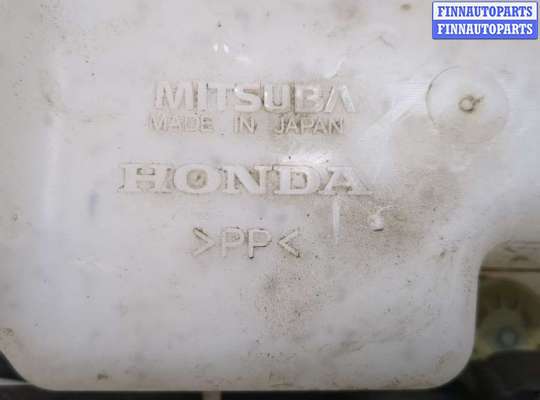 FINNAUTOPARTS
FINNAUTOPARTS
MITSUBA
MADE IN JAPAN
HONDA
>PP<